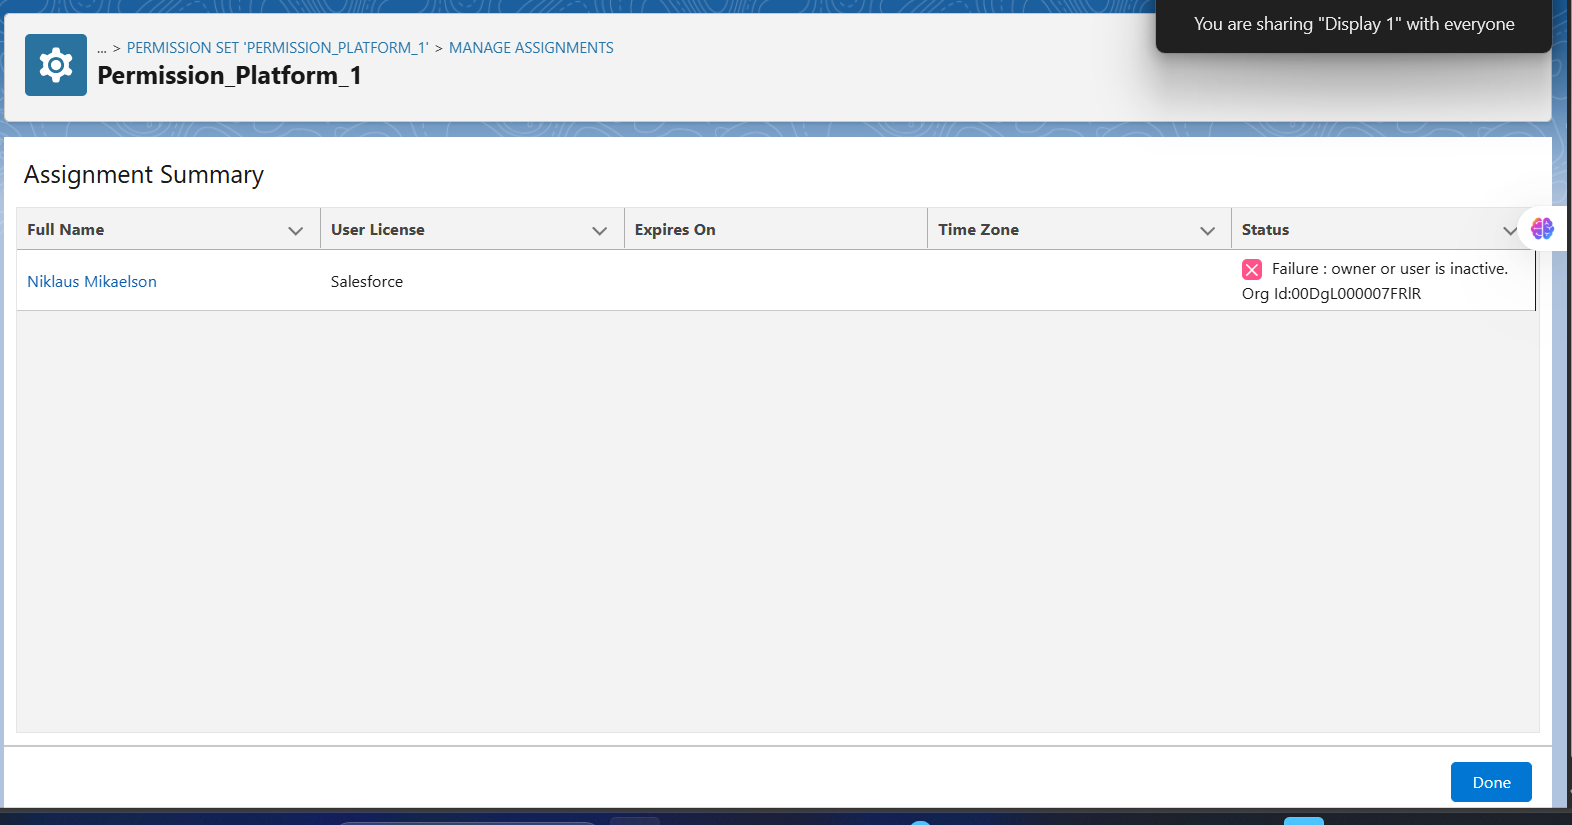 You are sharing "Display 1" with everyone
... > PERMISSION SET 'PERMISSION_PLATFORM_1' > MANAGE ASSIGNMENTS
Permission_Platform_1
Assignment Summary
Full Name User License Expires On Time Zone Status
Niklaus Mikaelson Salesforce Failure : owner or user is inactive.
Org Id:00DgL000007FRlR
Done